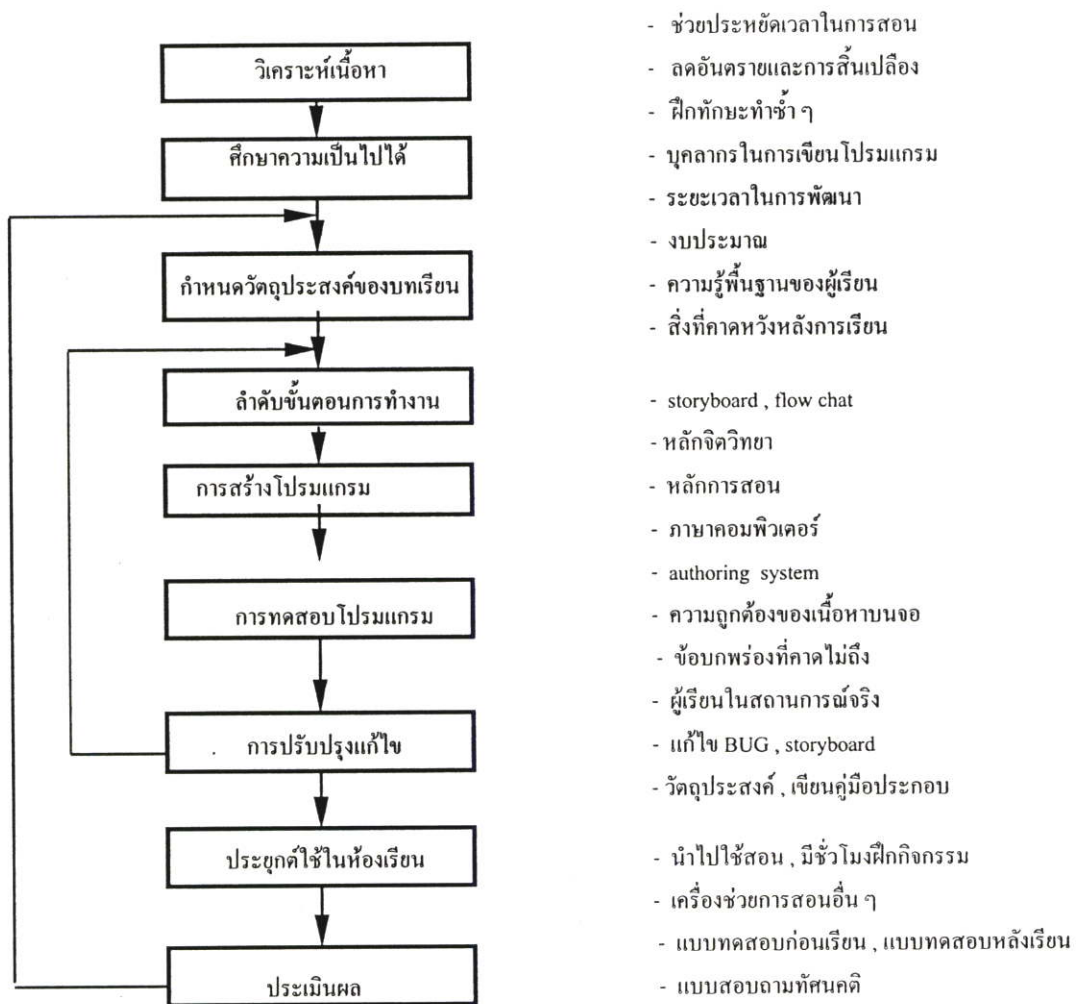 - ช่วยประหยัดเวลาในการสอน
วิเคราะห์เนื้อหา
- ลดอันตรายและการสิ้นเปลือง
- ฝึกทักษะทำซ้ำ ๆ
ศึกษาความเป็นไปได้
- บุคลากรในการเขียนโปรมแกรม
- ระยะเวลาในการพัฒนา
- งบประมาณ
กำหนดวัตถุประสงค์ของบทเรียน
- ความรู้พื้นฐานของผู้เรียน
- สิ่งที่คาดหวังหลังการเรียน
ลำดับขั้นตอนการทำงาน
- storyboard , flow chat
- หลักจิตวิทยา
การสร้างโปรมแกรม
- หลักการสอน
- ภาษาคอมพิวเตอร์
- authoring system
การทดสอบโปรมแกรม
- ความถูกต้องของเนื้อหาบนจอ
- ข้อบกพร่องที่คาดไม่ถึง
- ผู้เรียนในสถานการณ์จริง
การปรับปรุงแก้ไข
- แก้ไข BUG , storyboard
- วัตถุประสงค์ , เขียนคู่มือประกอบ
ประยุกต์ใช้ในห้องเรียน
- นำไปใช้สอน , มีชั่วโมงฝึกกิจกรรม
- เครื่องช่วยการสอนอื่น ๆ
- แบบทดสอบก่อนเรียน , แบบทดสอบหลังเรียน
ประเมินผล
- แบบสอบถามทัศนคติ